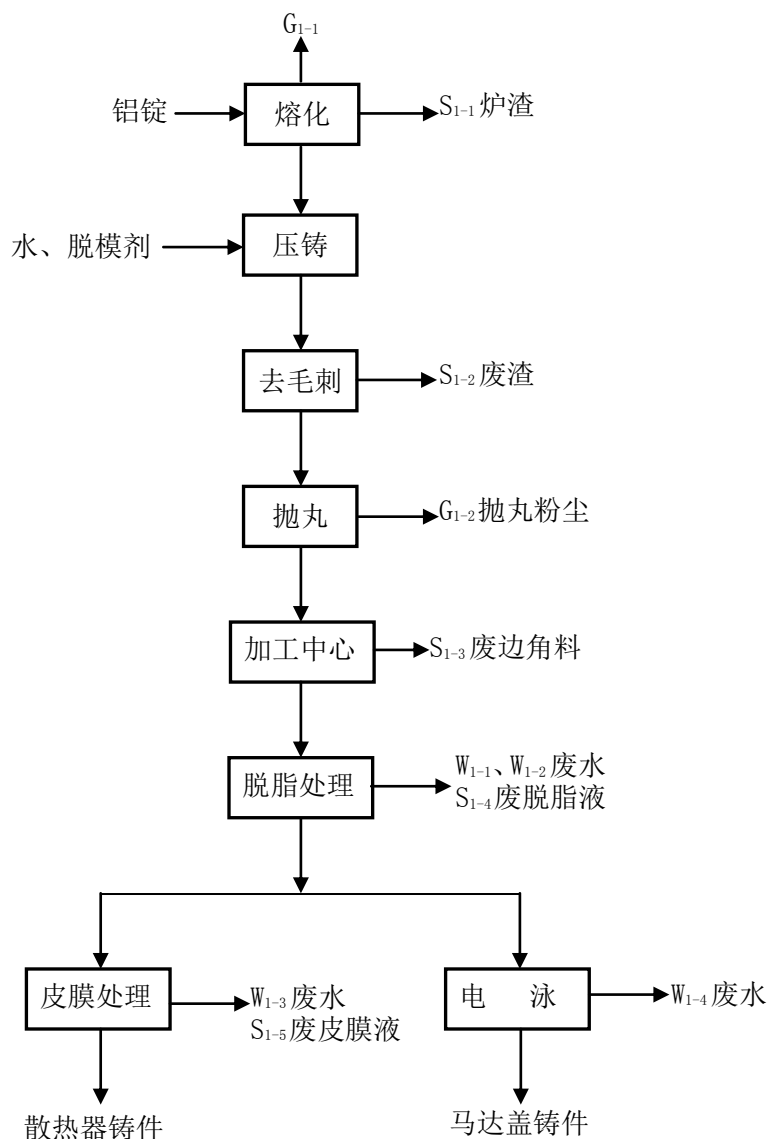 G₁₋₁
铝锭
熔化
S₁₋₁炉渣
水、脱模剂
压铸
去毛刺
S₁₋₂废渣
抛丸
G₁₋₂抛丸粉尘
加工中心
S₁₋₃废边角料
脱脂处理
W₁₋₁、W₁₋₂废水
S₁₋₄废脱脂液
皮膜处理
W₁₋₃废水
S₁₋₅废皮膜液
电 泳
W₁₋₄废水
散热器铸件
马达盖铸件